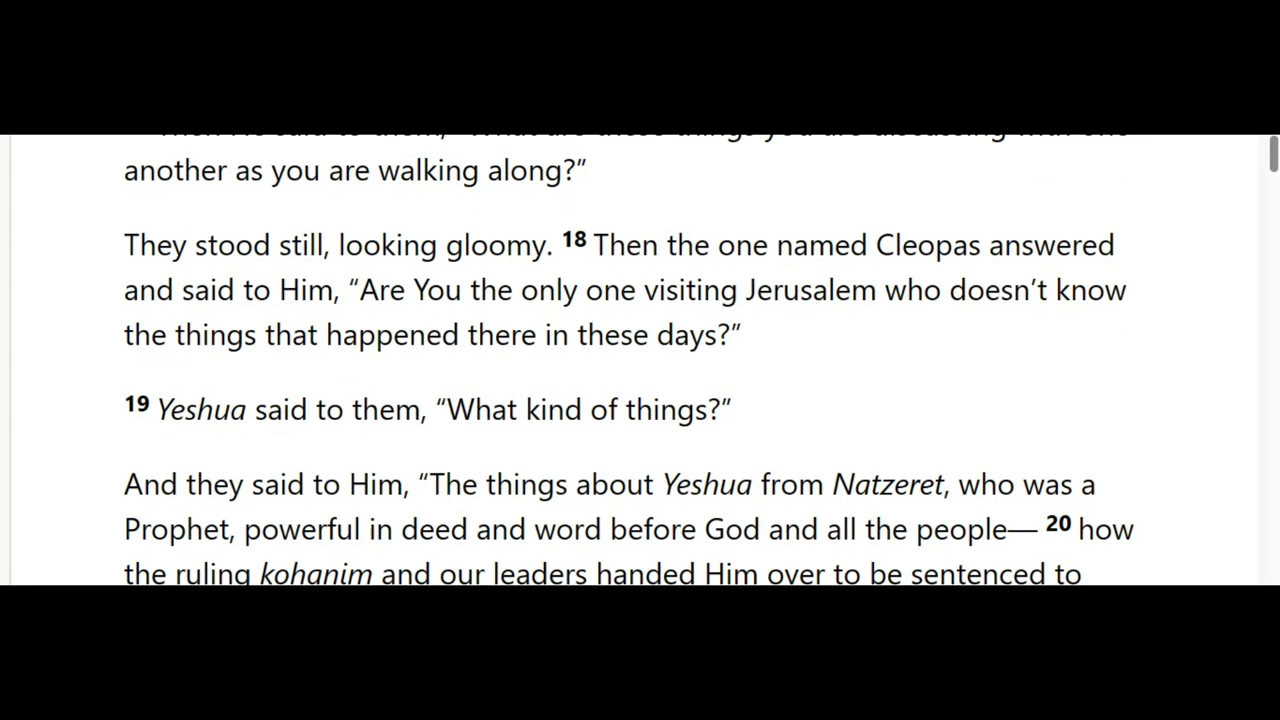 another as you are walking along?”
They stood still, looking gloomy. 18 Then the one named Cleopas answered
and said to Him, “Are You the only one visiting Jerusalem who doesn’t know
the things that happened there in these days?”
19 Yeshua said to them, “What kind of things?”
And they said to Him, “The things about Yeshua from Natzeret, who was a
Prophet, powerful in deed and word before God and all the people— 20 how
the ruling kohanim and our leaders handed Him over to be sentenced to